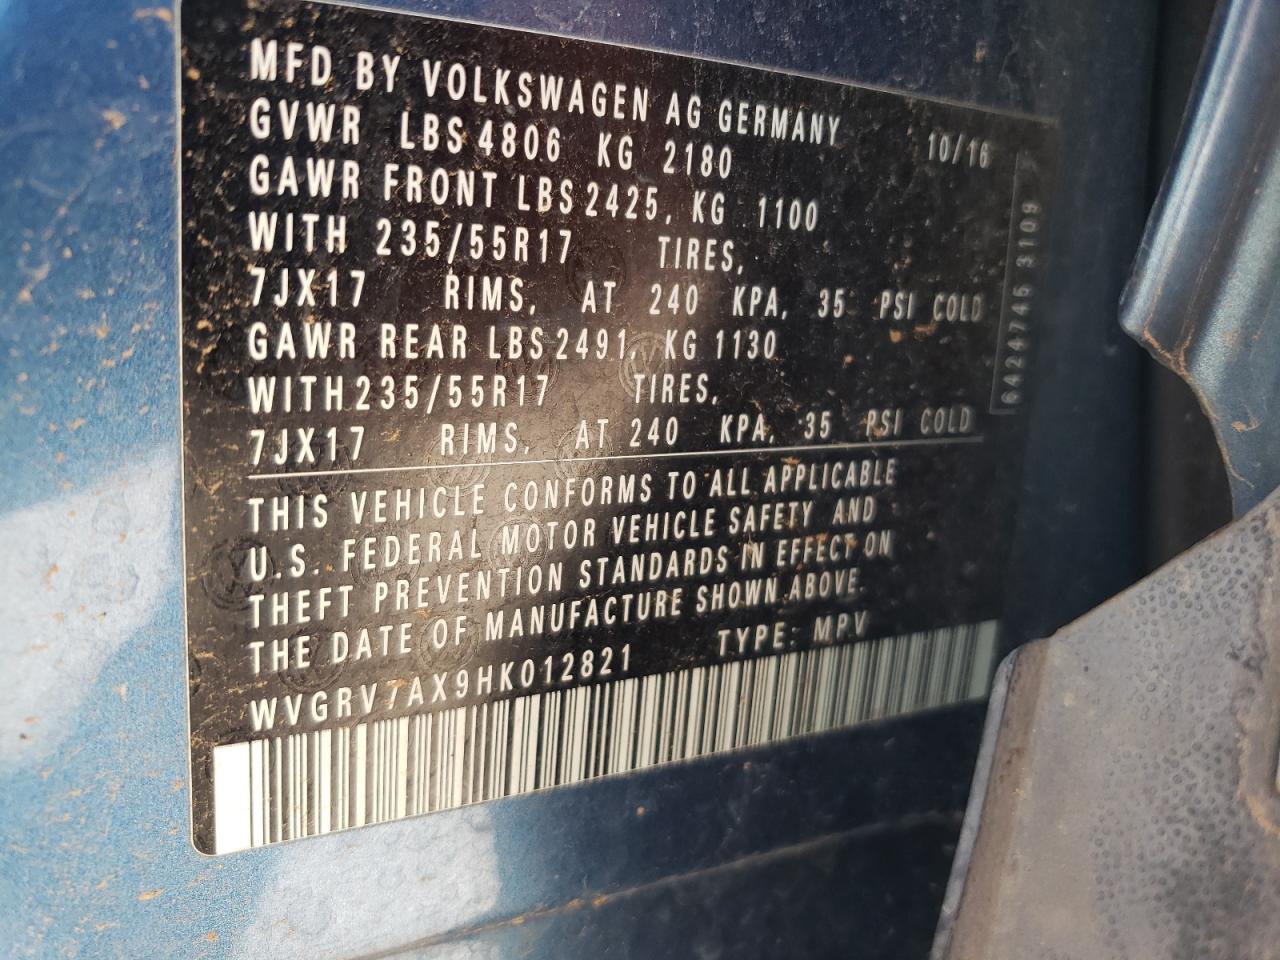 MFD BY VOLKSWAGEN AG GERMANY 10/16
GVWR LBS 4806 KG 2180
GAWR FRONT LBS 2425, KG 1100
WITH 235/55R17 TIRES,
7JX17 RIMS, AT 240 KPA, 35 PSI COLD
GAWR REAR LBS 2491, KG 1130
WITH 235/55R17 TIRES,
7JX17 RIMS, AT 240 KPA, 35 PSI COLD
THIS VEHICLE CONFORMS TO ALL APPLICABLE
U.S. FEDERAL MOTOR VEHICLE SAFETY AND
THEFT PREVENTION STANDARDS IN EFFECT ON
THE DATE OF MANUFACTURE SHOWN ABOVE.
WVGRV7AX9HK012821 TYPE: MPV